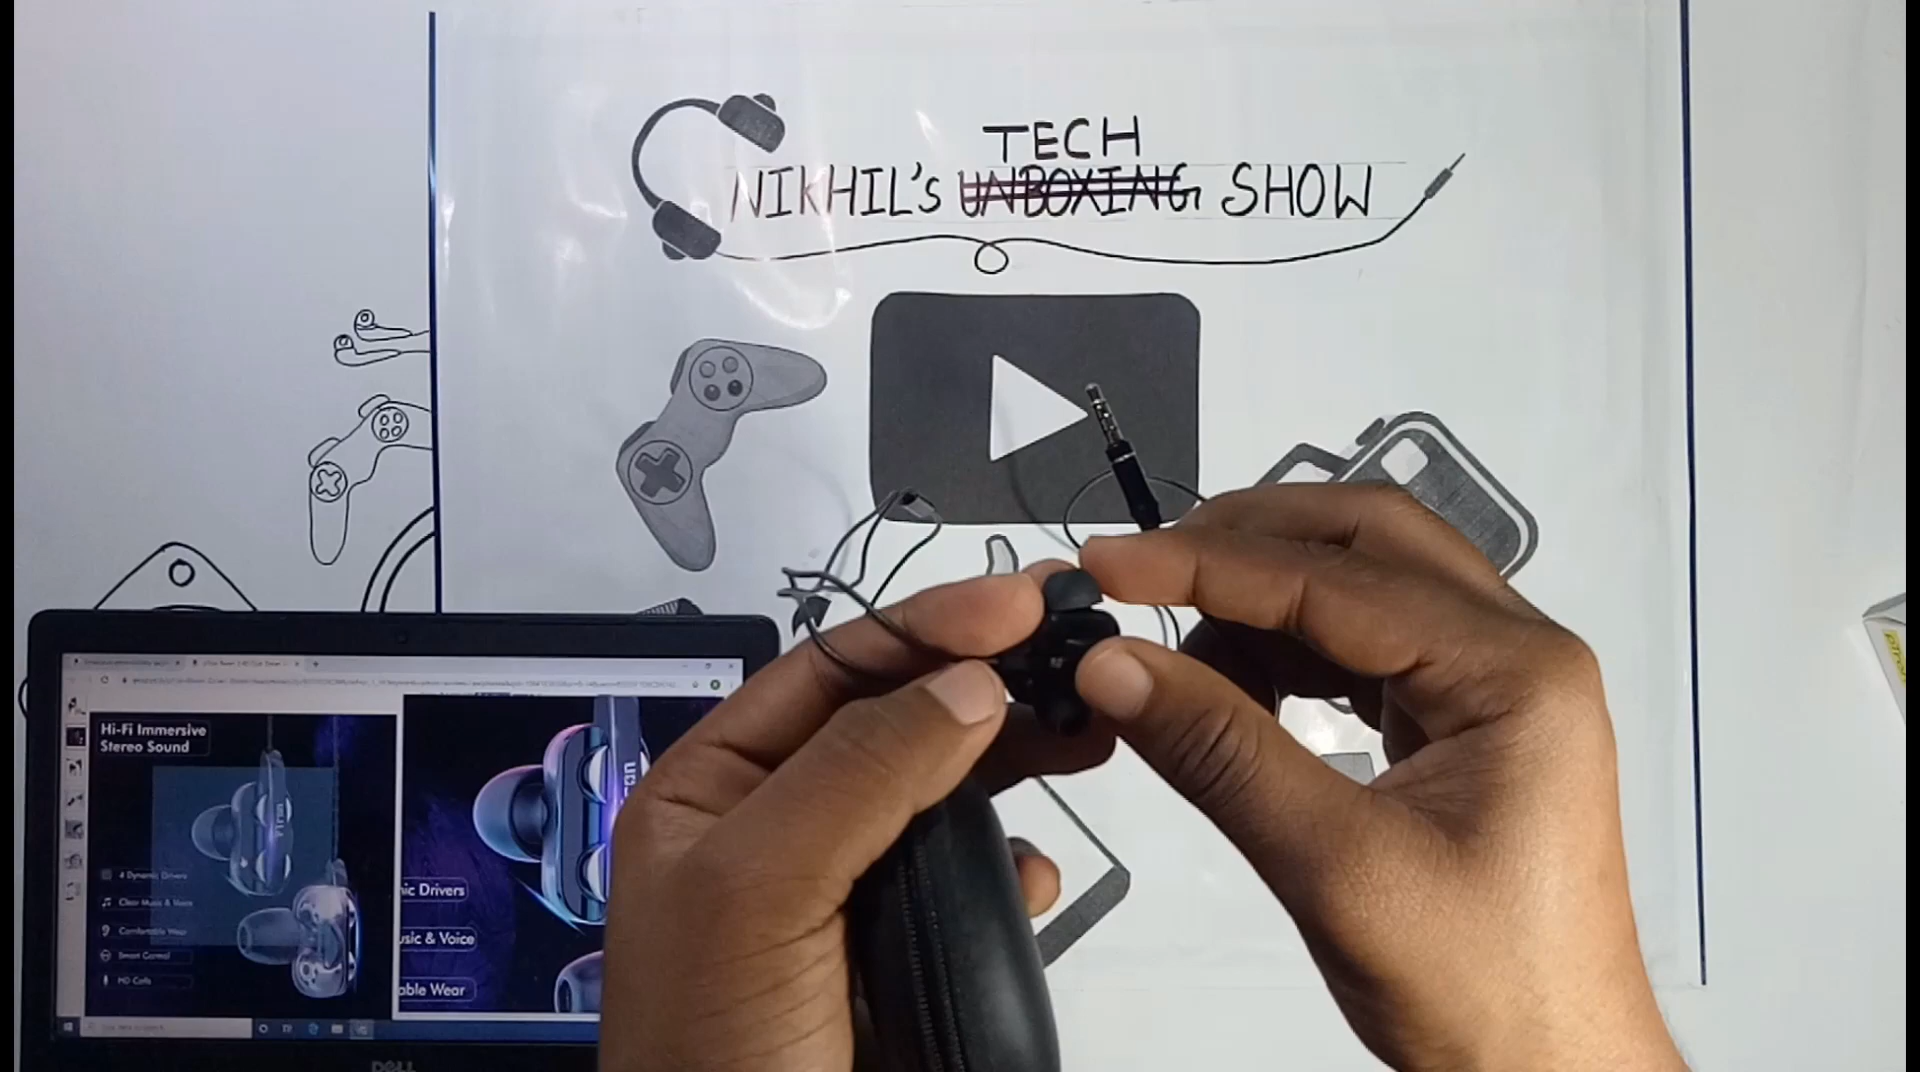 TECH
NIKHIL's UNBOXING SHOW
Hi-Fi Immersive
Stereo Sound
4 Dynamic Drivers
Clear Music & Voice
Comfortable Wear
Smart Control
HD Calls
nic Drivers
usic & Voice
able Wear
DELL